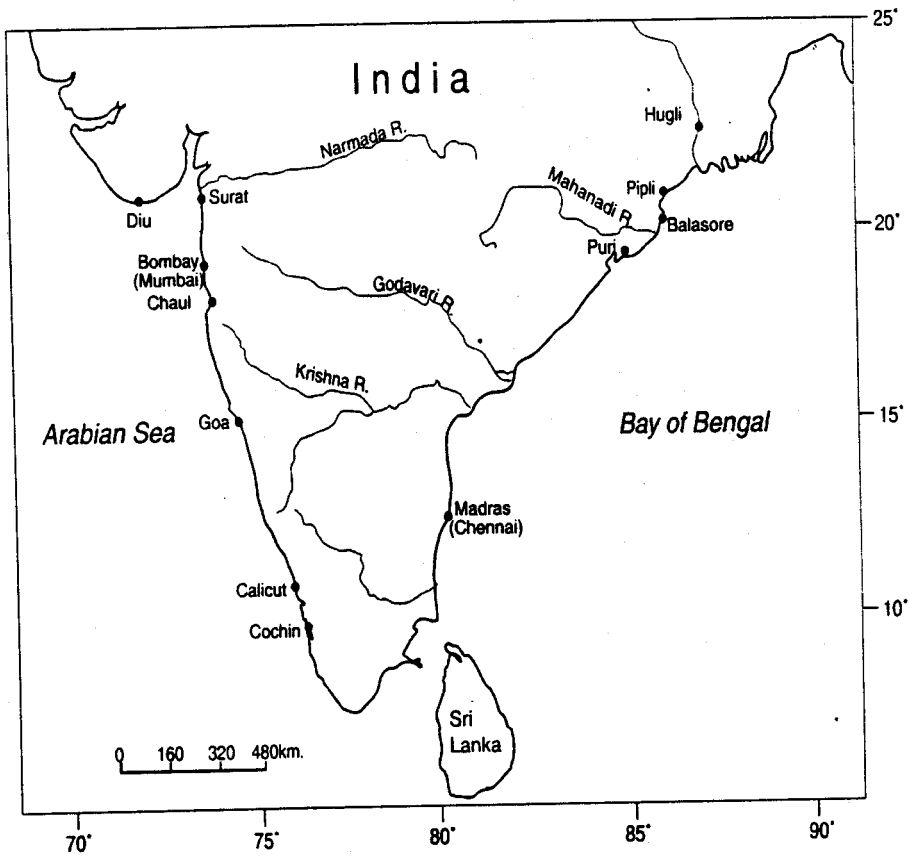 25°
India
Hugli
Narmada R.
Mahanadi R.
Pipli
Surat
Diu
Balasore
20°
Puri
Bombay
(Mumbai)
Chaul
Godavari R.
Krishna R.
Goa
15°
Arabian Sea
Bay of Bengal
Madras
(Chennai)
Calicut
10°
Cochin
Sri
Lanka
0 160 320 480km.
70° 75° 80° 85° 90°